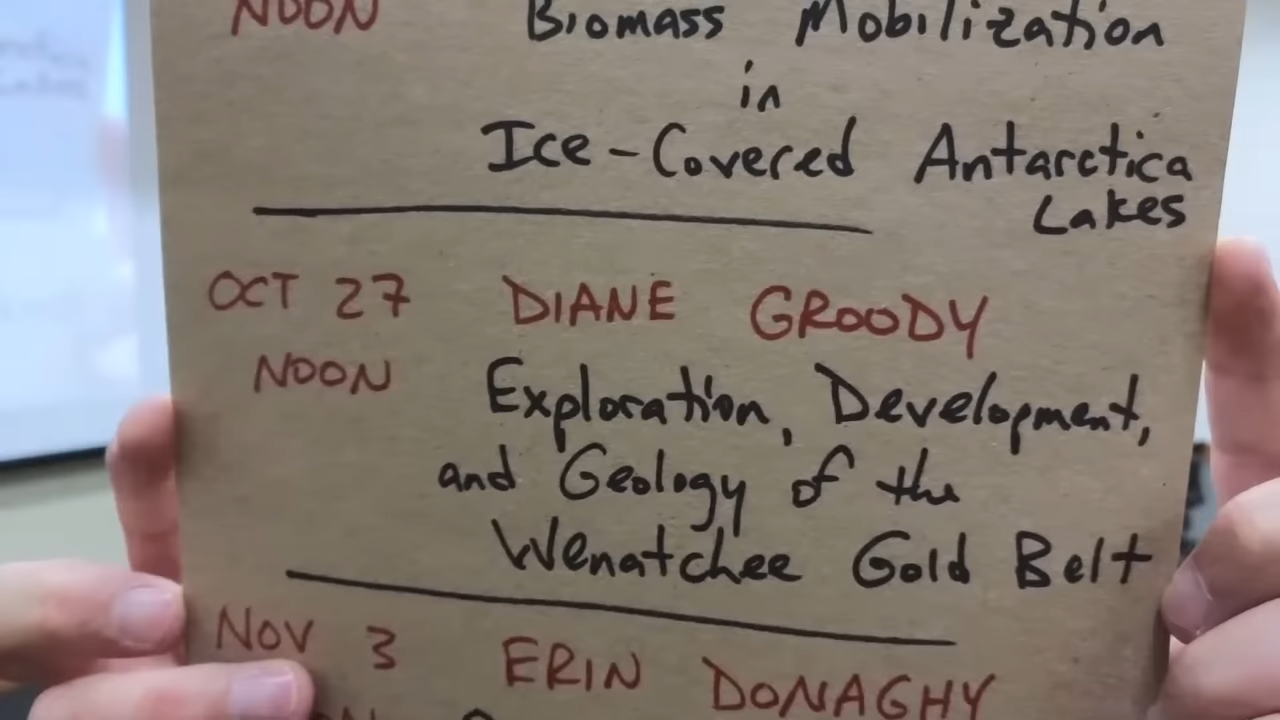 NOON Biomass Mobilization
in
Ice-Covered Antarctica
Lakes
OCT 27 DIANE GROODY
NOON Exploration, Development,
and Geology of the
Wenatchee Gold Belt
NOV 3 ERIN DONAGHY